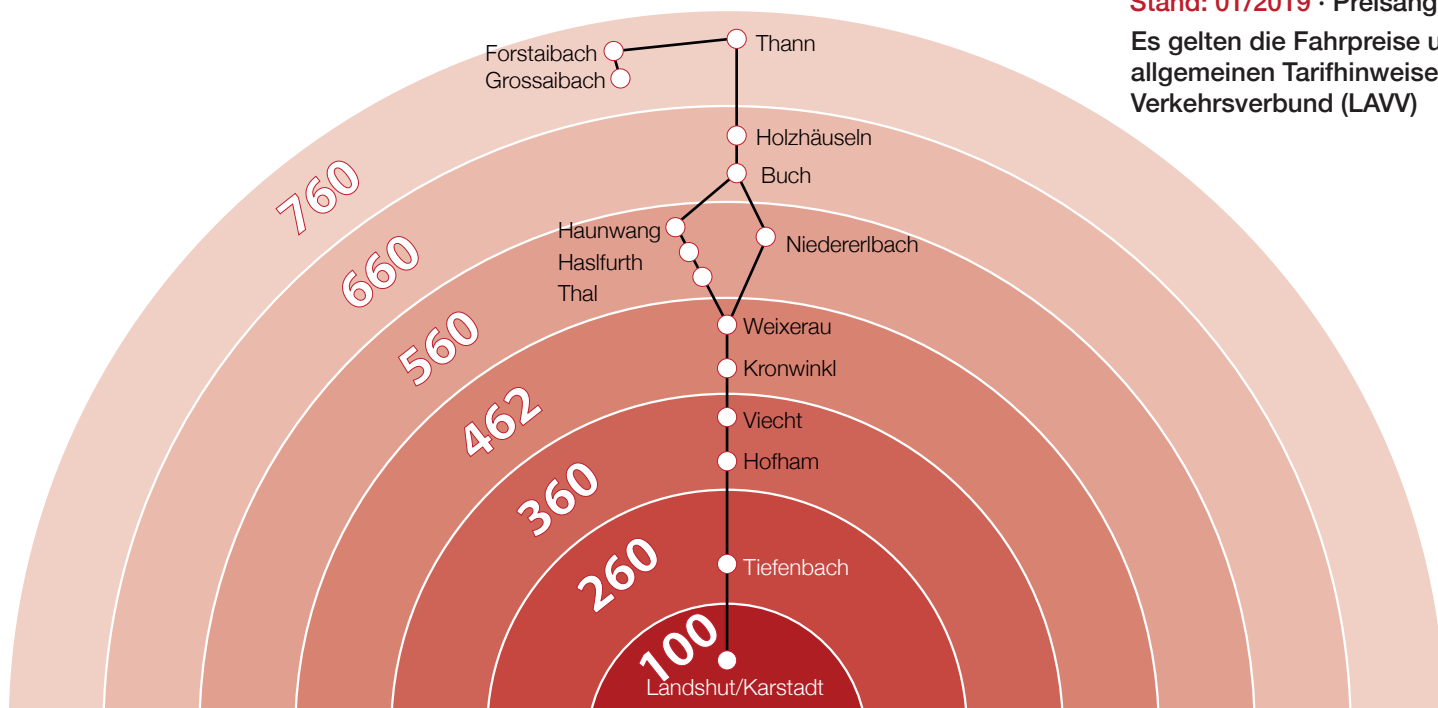 Stand: 01/2019 · Preisang
Es gelten die Fahrpreise u
allgemeinen Tarifhinweise
Verkehrsverbund (LAVV)
Thann
Forstaibach
Grossaibach
Holzhäuseln
Buch
760
Haunwang
Niedererlbach
Haslfurth
660
Thal
Weixerau
560
Kronwinkl
462
Viecht
Hofham
360
Tiefenbach
260
100
Landshut/Karstadt